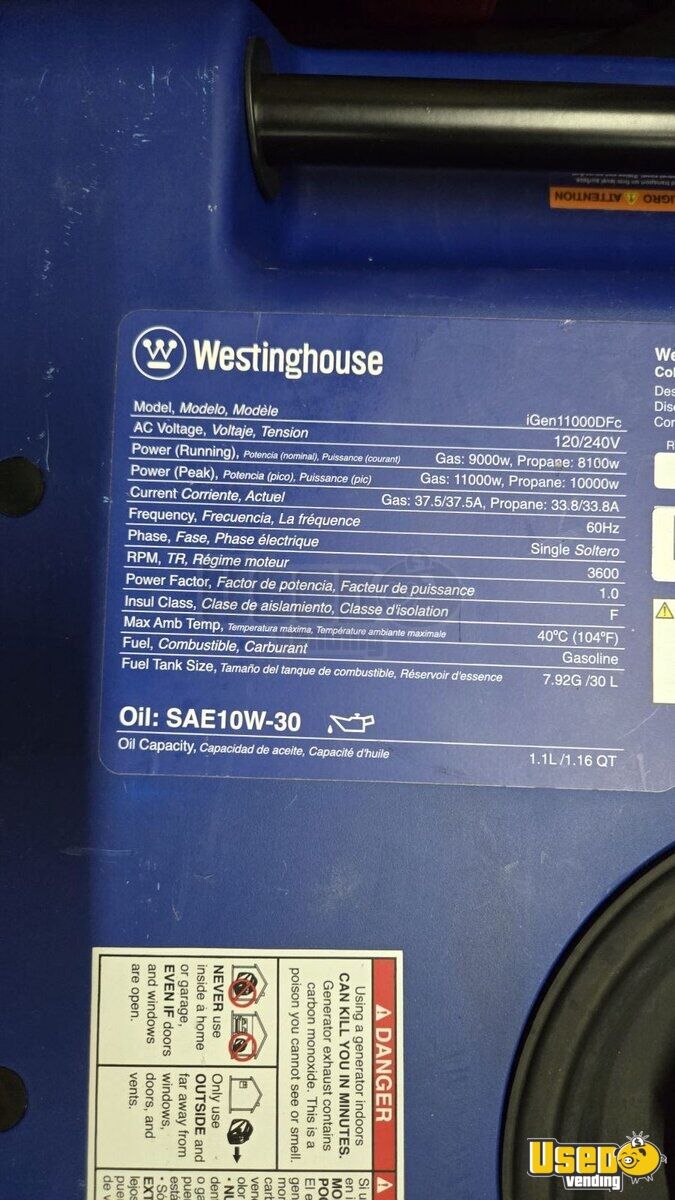 IGRO ⚠ ATTENTION
Westinghouse
Model, Modelo, Modèle iGen11000DFc
AC Voltage, Voltaje, Tension 120/240V
Power (Running), Potencia (nominal), Puissance (courant) Gas: 9000w, Propane: 8100w
Power (Peak), Potencia (pico), Puissance (pic) Gas: 11000w, Propane: 10000w
Current Corriente, Actuel Gas: 37.5/37.5A, Propane: 33.8/33.8A
Frequency, Frecuencia, La fréquence 60Hz
Phase, Fase, Phase électrique Single Soltero
RPM, TR, Régime moteur 3600
Power Factor, Factor de potencia, Facteur de puissance 1.0
Insul Class, Clase de aislamiento, Classe d'isolation F
Max Amb Temp, Temperatura máxima, Température ambiante maximale 40ºC (104ºF)
Fuel, Combustible, Carburant Gasoline
Fuel Tank Size, Tamaño del tanque de combustible, Réservoir d'essence 7.92G /30 L
Oil: SAE10W-30
Oil Capacity, Capacidad de aceite, Capacité d'huile 1.1L /1.16 QT
We
Col
Des
Disc
Con
R
⚠ DANGER
Using a generator indoors
CAN KILL YOU IN MINUTES.
Generator exhaust contains
carbon monoxide. This is a
poison you cannot see or smell.
NEVER use
inside a home
or garage,
EVEN IF doors
and windows
are open.
Only use
OUTSIDE and
far away from
windows,
doors, and
vents.
Used
vending